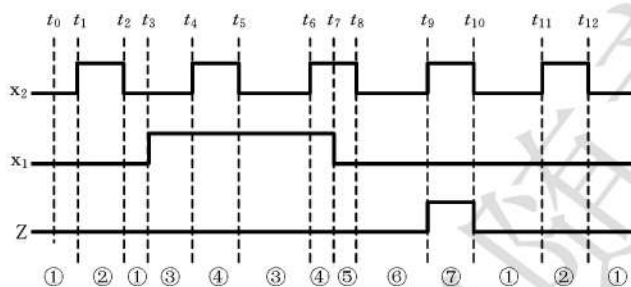 t₀ t₁ t₂ t₃ t₄ t₅ t₆ t₇ t₈ t₉ t₁₀ t₁₁ t₁₂
x₂
x₁
Z
① ② ① ③ ④ ③ ④ ⑤ ⑥ ⑦ ① ② ①